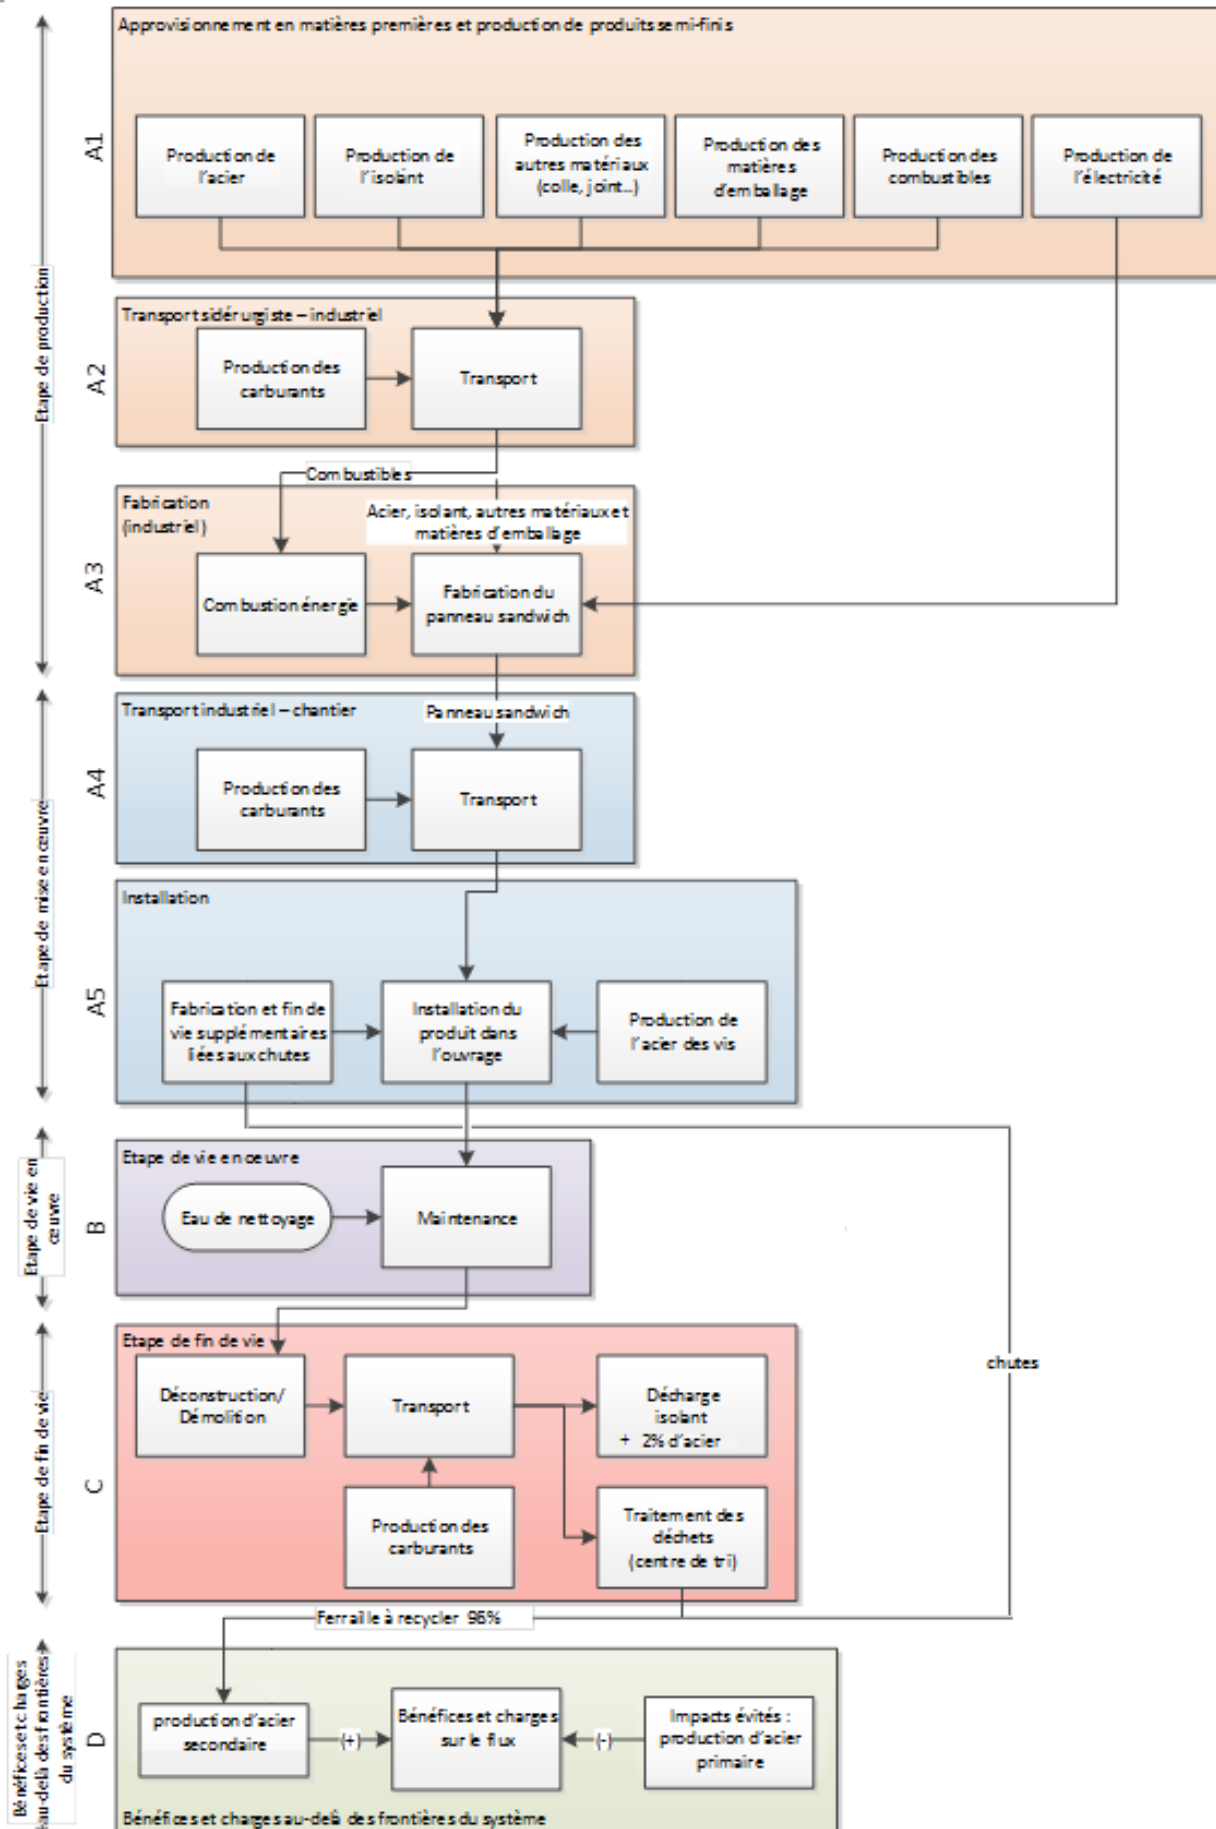 Approvisionnement en matières premières et production de produits semi-finis
A1
Production de
l'acier
Production de
l'isolant
Production des
autres matériaux
(colle, joint...)
Production des
matières
d'emballage
Production des
combustibles
Production de
l'électricité
Etape de production
Transport sidérurgiste – industriel
A2
Production des
carburants
Transport
Combustibles
Fabrication
(industriel)
Acier, isolant, autres matériaux et
matières d'emballage
A3
Combustion énergie
Fabrication du
panneau sandwich
Transport industriel – chantier
Panneau sandwich
A4
Production des
carburants
Transport
Etape de mise en œuvre
Installation
A5
Fabrication et fin de
vie supplémentaires
liées aux chutes
Installation du
produit dans
l'ouvrage
Production de
l'acier des vis
Etape de vie en
œuvre
B
Etape de vie en oeuvre
Eau de nettoyage
Maintenance
Etape de fin de vie
C
Etape de fin de vie
Déconstruction/
Démolition
Transport
Décharge
isolant
+ 2% d'acier
Production des
carburants
Traitement des
déchets
(centre de tri)
chutes
Ferraille à recycler 96%
Bénéfices et charges
au-delà des frontières
du système
D
production d'acier
secondaire
(+)
Bénéfices et charges
sur le flux
(-)
Impacts évités :
production d'acier
primaire
Bénéfices et charges au-delà des frontières du système